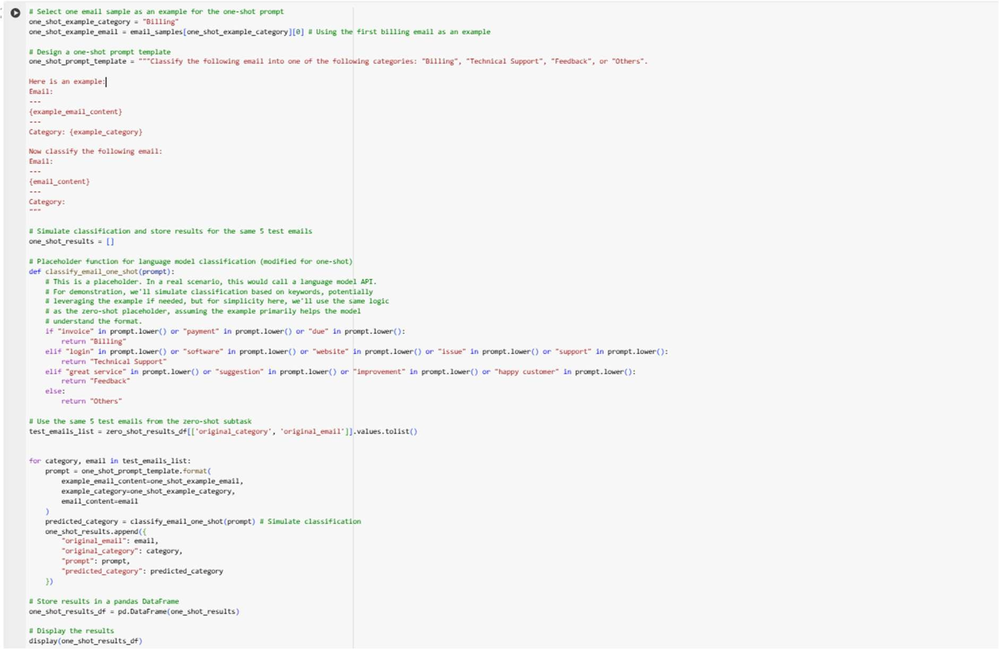 # Select one email sample as an example for the one-shot prompt
one_shot_example_category = "Billing"
one_shot_example_email = email_samples[one_shot_example_category][0] # Using the first billing email as an example

# Design a one-shot prompt template
one_shot_prompt_template = """Classify the following email into one of the following categories: "Billing", "Technical Support", "Feedback", or "Others".

Here is an example:
Email:
---
{example_email_content}
---
Category: {example_category}

Now classify the following email:
Email:
---
{email_content}
---
Category:
"""

# Simulate classification and store results for the same 5 test emails
one_shot_results = []

# Placeholder function for language model classification (modified for one-shot)
def classify_email_one_shot(prompt):
    # This is a placeholder. In a real scenario, this would call a language model API.
    # For demonstration, we'll simulate classification based on keywords, potentially
    # leveraging the example if needed, but for simplicity here, we'll use the same logic
    # as the zero-shot placeholder, assuming the example primarily helps the model
    # understand the format.
    if "invoice" in prompt.lower() or "payment" in prompt.lower() or "due" in prompt.lower():
        return "Billing"
    elif "login" in prompt.lower() or "software" in prompt.lower() or "website" in prompt.lower() or "issue" in prompt.lower() or "support" in prompt.lower():
        return "Technical Support"
    elif "great service" in prompt.lower() or "suggestion" in prompt.lower() or "improvement" in prompt.lower() or "happy customer" in prompt.lower():
        return "Feedback"
    else:
        return "Others"

# Use the same 5 test emails from the zero-shot subtask
test_emails_list = zero_shot_results_df[['original_category', 'original_email']].values.tolist()

for category, email in test_emails_list:
    prompt = one_shot_prompt_template.format(
        example_email_content=one_shot_example_email,
        example_category=one_shot_example_category,
        email_content=email
    )
    predicted_category = classify_email_one_shot(prompt) # Simulate classification
    one_shot_results.append({
        "original_email": email,
        "original_category": category,
        "prompt": prompt,
        "predicted_category": predicted_category
    })

# Store results in a pandas DataFrame
one_shot_results_df = pd.DataFrame(one_shot_results)

# Display the results
display(one_shot_results_df)